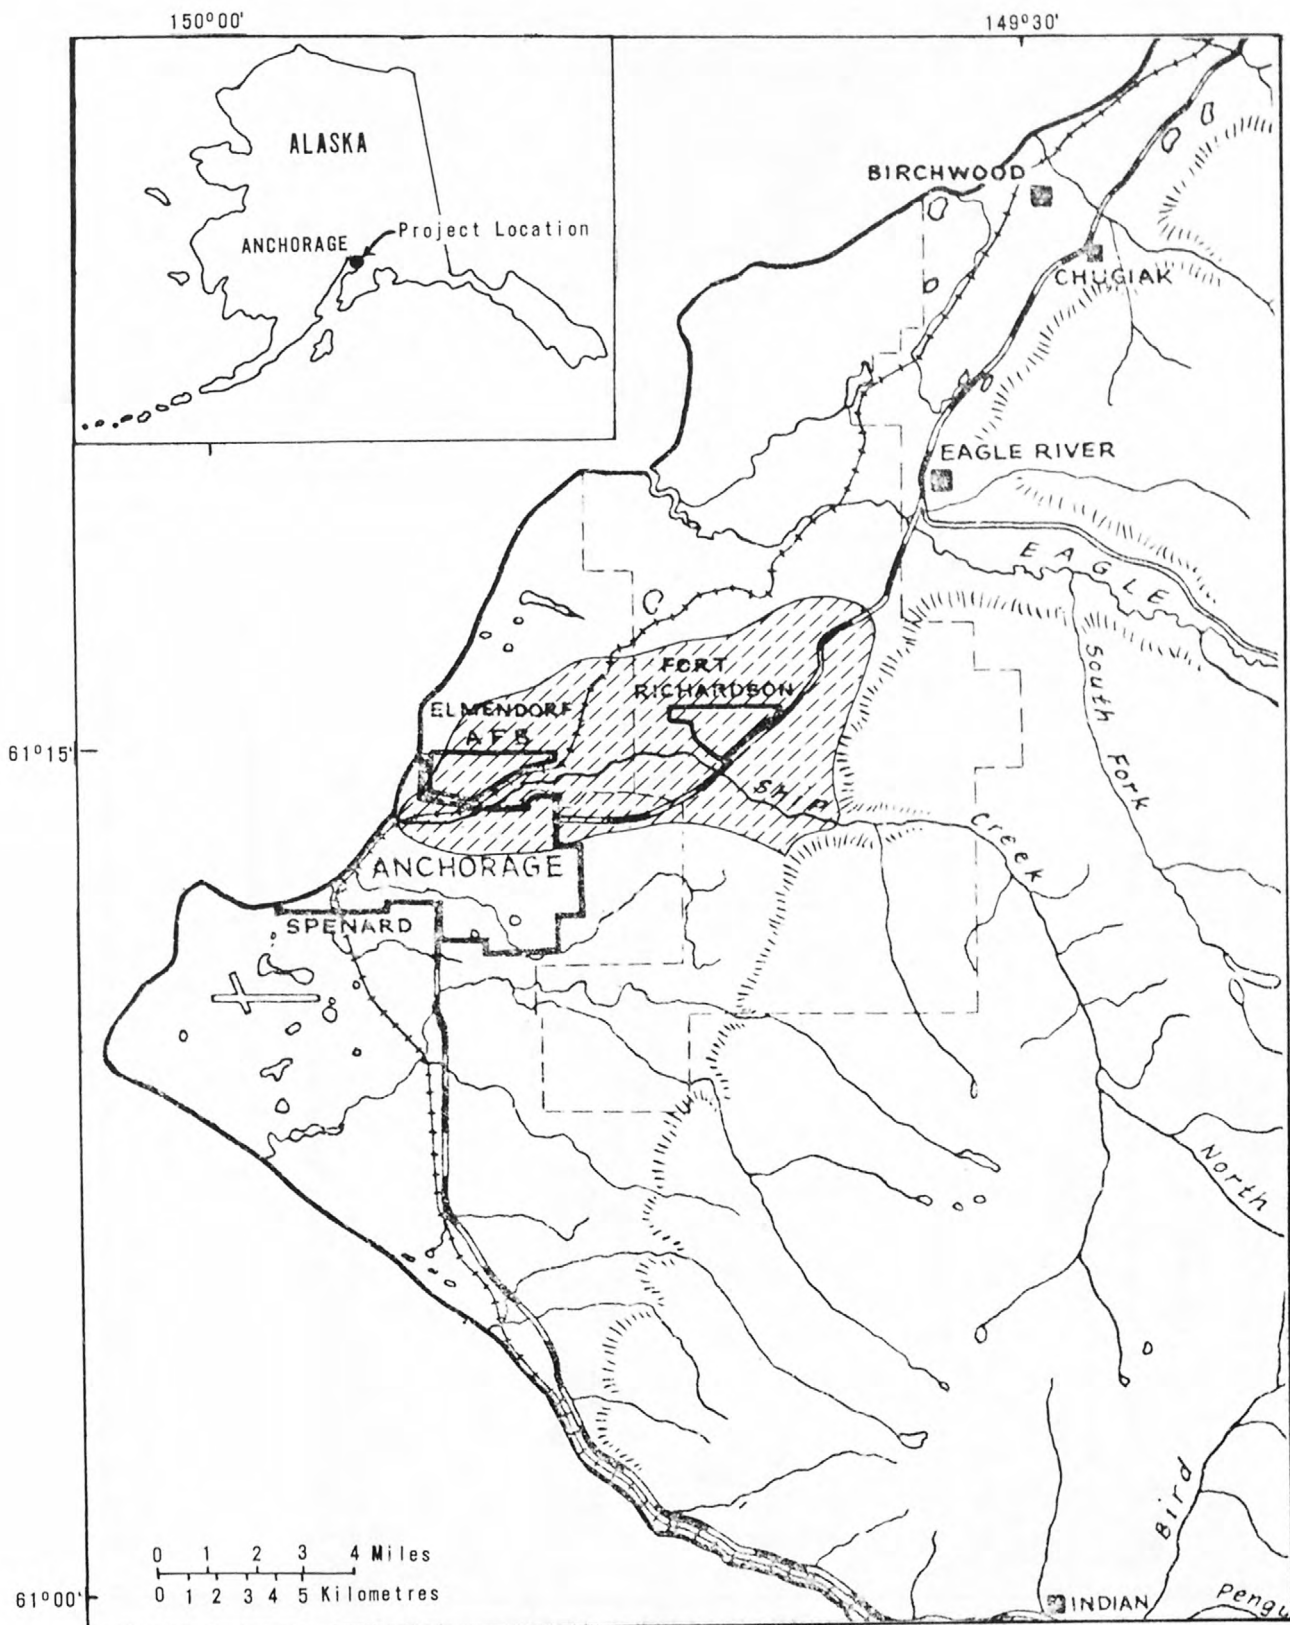 150°00'
149°30'
ALASKA
ANCHORAGE
Project Location
BIRCHWOOD
CHUGIAK
EAGLE RIVER
EAGLE
FORT
RICHARDSON
ELMENDORF
AFB
61°15'
South Fork
SHIP Creek
ANCHORAGE
SPENARD
North
Bird
0 1 2 3 4 Miles
0 1 2 3 4 5 Kilometres
61°00'
INDIAN
Pengu